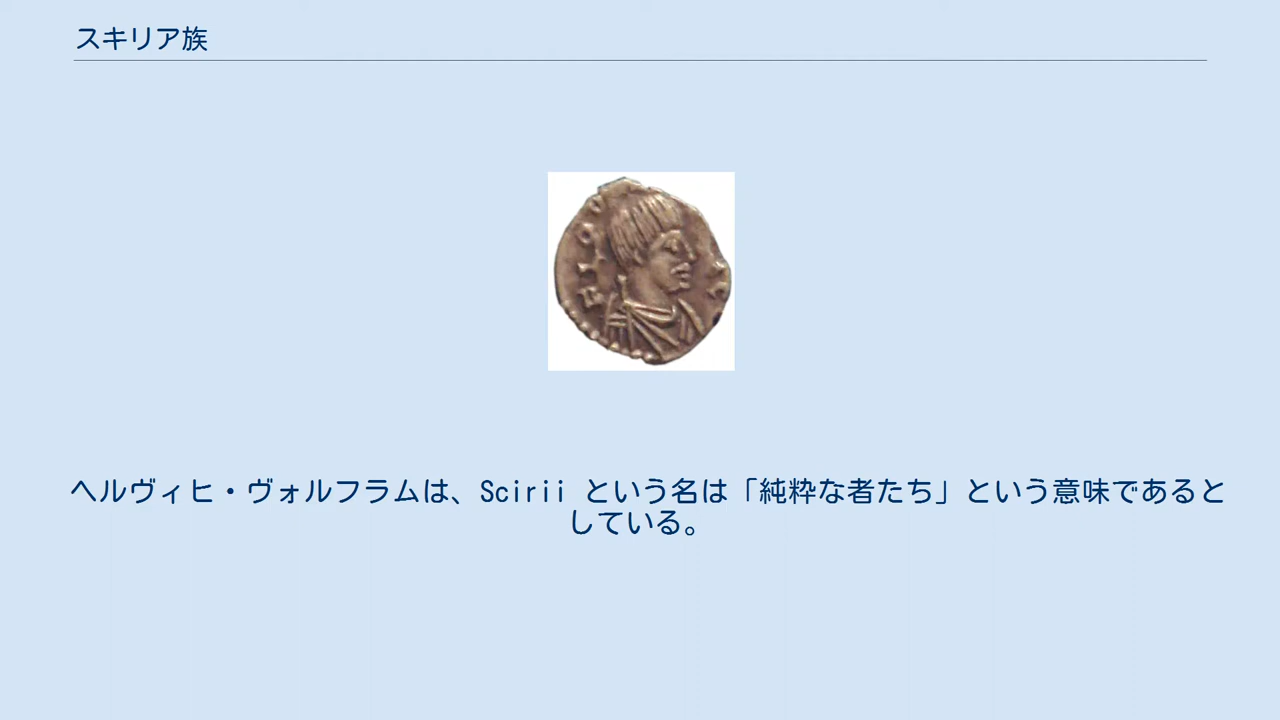 スキリア族
ヘルヴィヒ・ヴォルフラムは、Scirii という名は「純粋な者たち」という意味であると
している。